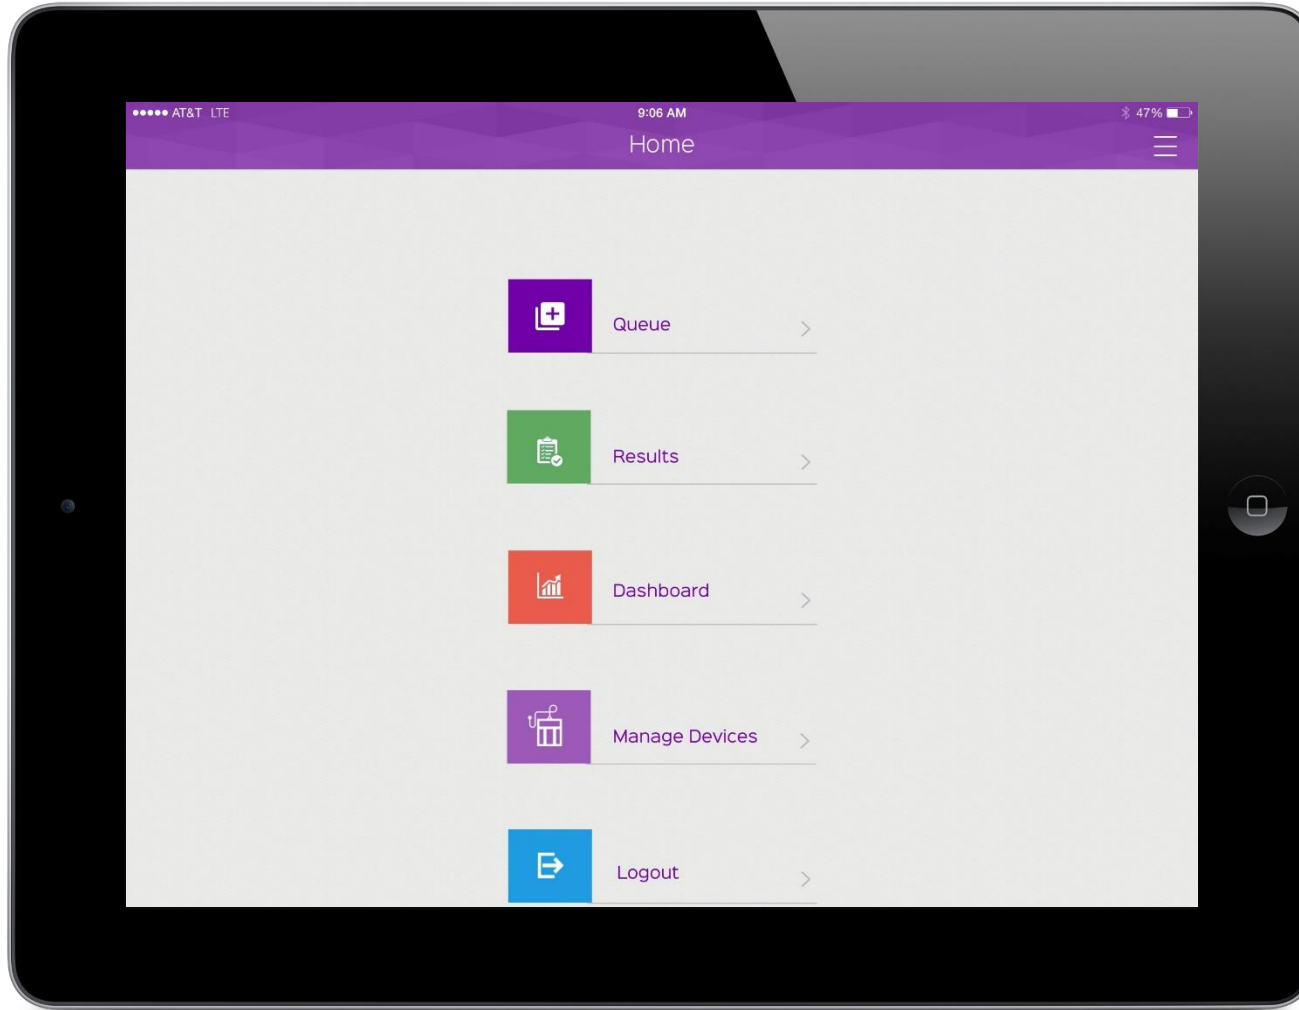 ●●●●● AT&T LTE 9:06 AM 47%
Home
Queue
Results
Dashboard
Manage Devices
Logout